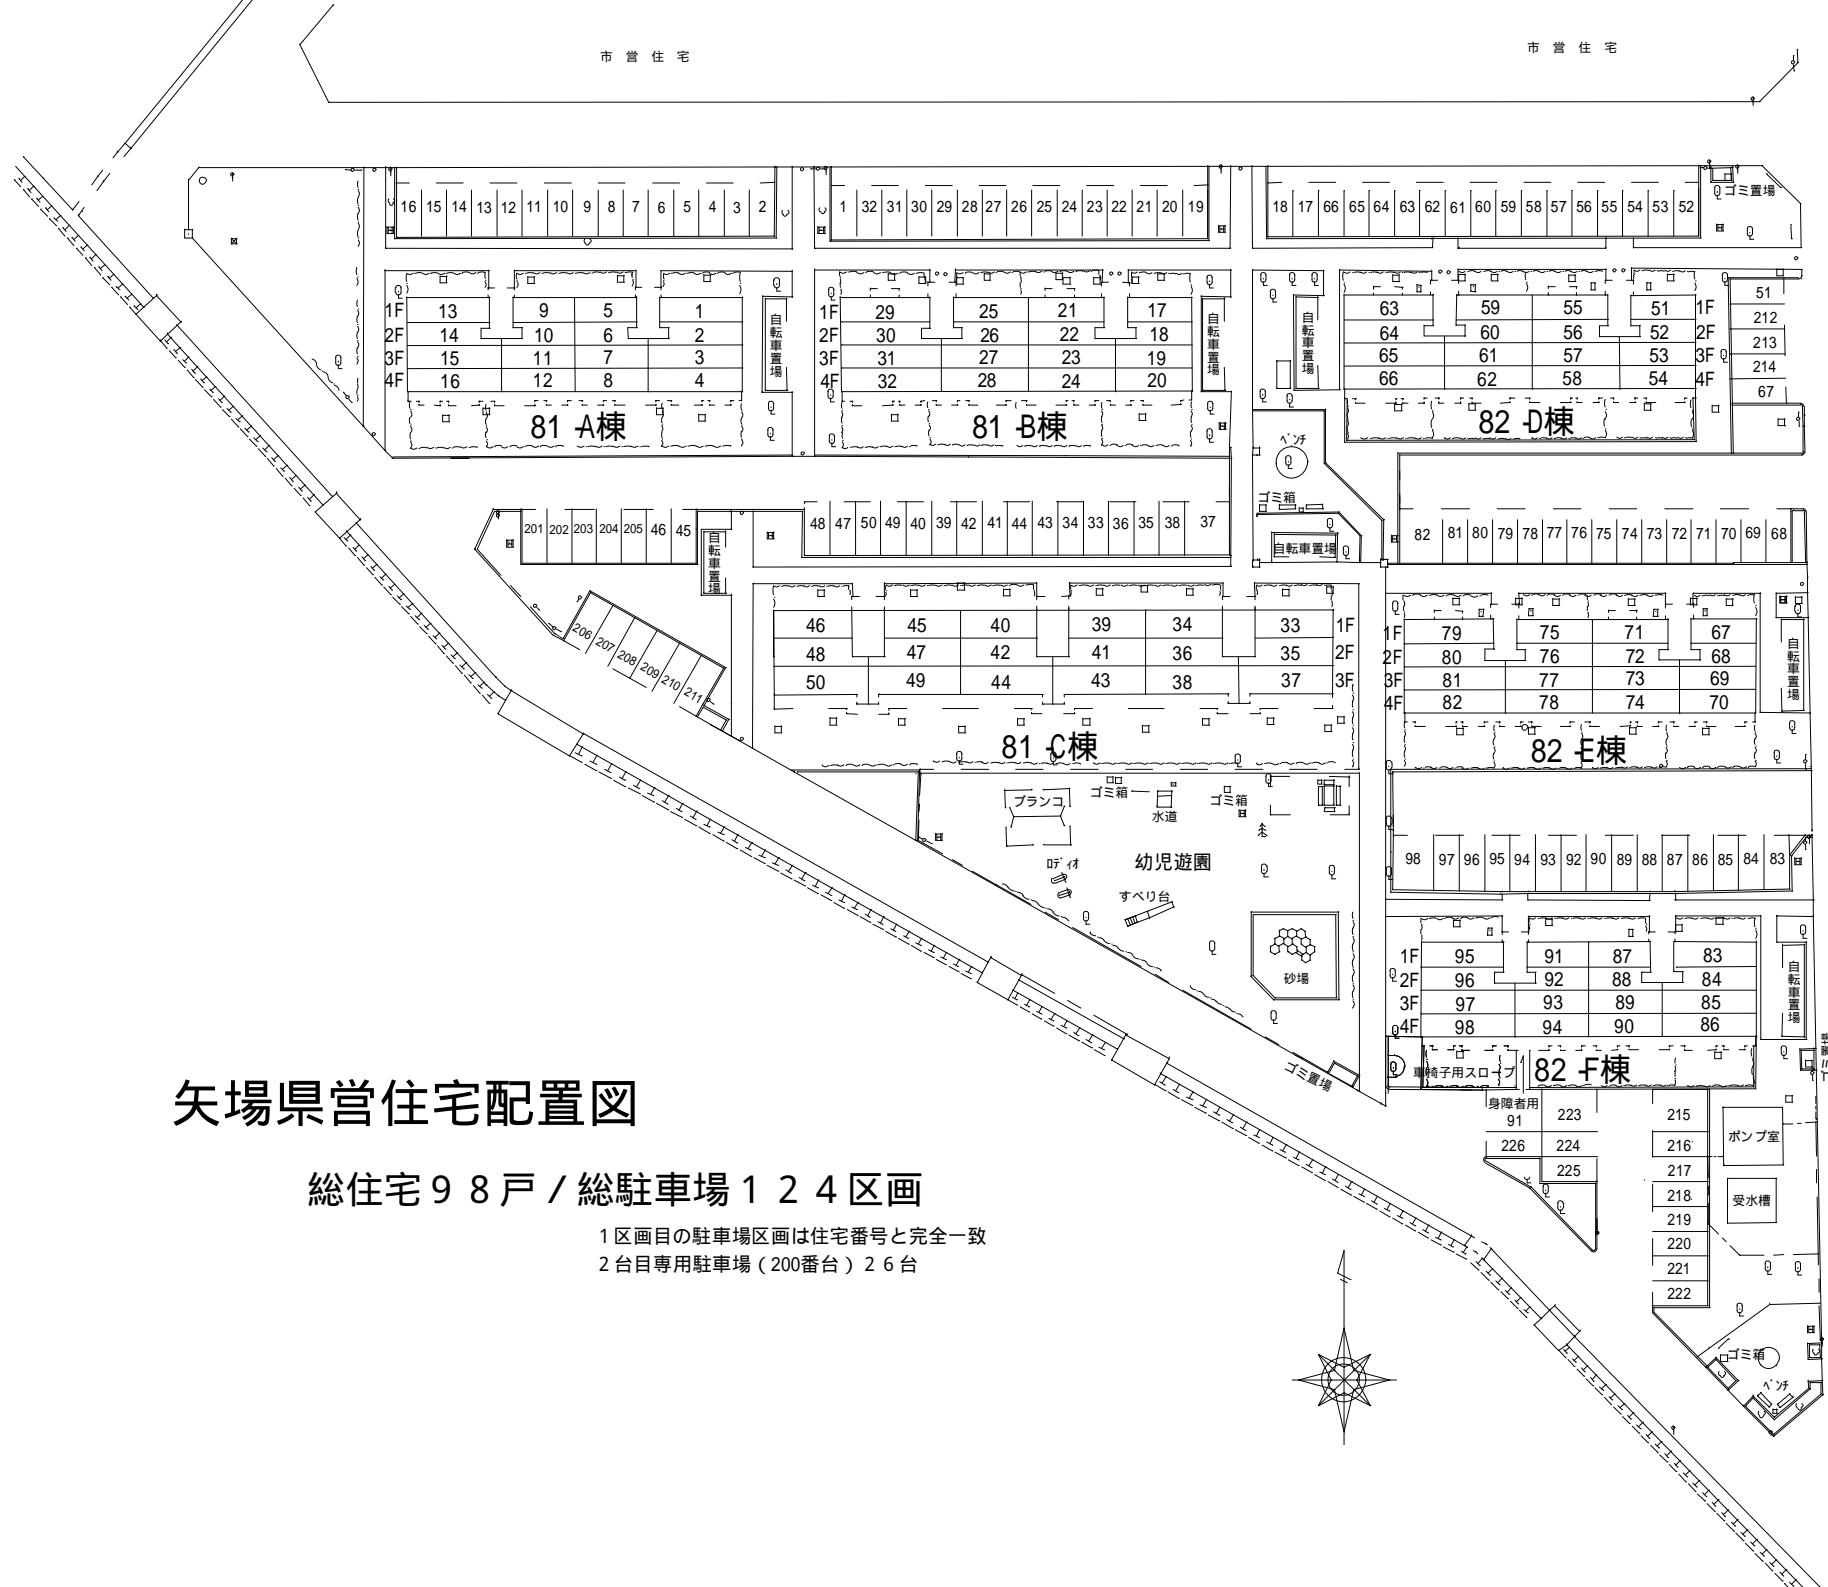 市営住宅
市営住宅
16 15 14 13 12 11 10 9 8 7 6 5 4 3 2
1 32 31 30 29 28 27 26 25 24 23 22 21 20 19
18 17 66 65 64 63 62 61 60 59 58 57 56 55 54 53 52
ゴミ置場
1F 13 9 5 1
2F 14 10 6 2
3F 15 11 7 3
4F 16 12 8 4
自転車置場
81-A棟
1F 29 25 21 17
2F 30 26 22 18
3F 31 27 23 19
4F 32 28 24 20
自転車置場
81-B棟
自転車置場
63 59 55 51 1F
64 60 56 52 2F
65 61 57 53 3F
66 62 58 54 4F
82-D棟
51
212
213
214
67
ベンチ
ゴミ箱
自転車置場
201 202 203 204 205 46 45
自転車置場
48 47 50 49 40 39 42 41 44 43 34 33 36 35 38 37
82 81 80 79 78 77 76 75 74 73 72 71 70 69 68
206 207 208 209 210 211
46 45 40 39 34 33 1F
48 47 42 41 36 35 2F
50 49 44 43 38 37 3F
81-C棟
1F 79 75 71 67
2F 80 76 72 68
3F 81 77 73 69
4F 82 78 74 70
自転車置場
82-E棟
ブランコ
ゴミ箱
水道
ゴミ箱
ロディオ
幼児遊園
すべり台
砂場
ゴミ置場
98 97 96 95 94 93 92 90 89 88 87 86 85 84 83
1F 95 91 87 83
2F 96 92 88 84
3F 97 93 89 85
4F 98 94 90 86
自転車置場
車椅子用スロープ
82-F棟
ゴミ置場
身障者用
91
226
223
224
225
215
216
217
218
219
220
221
222
ポンプ室
受水槽
ゴミ箱
ベンチ
矢場県営住宅配置図
総住宅９８戸/総駐車場１２４区画
1区画目の駐車場区画は住宅番号と完全一致
2台目専用駐車場(200番台)２６台